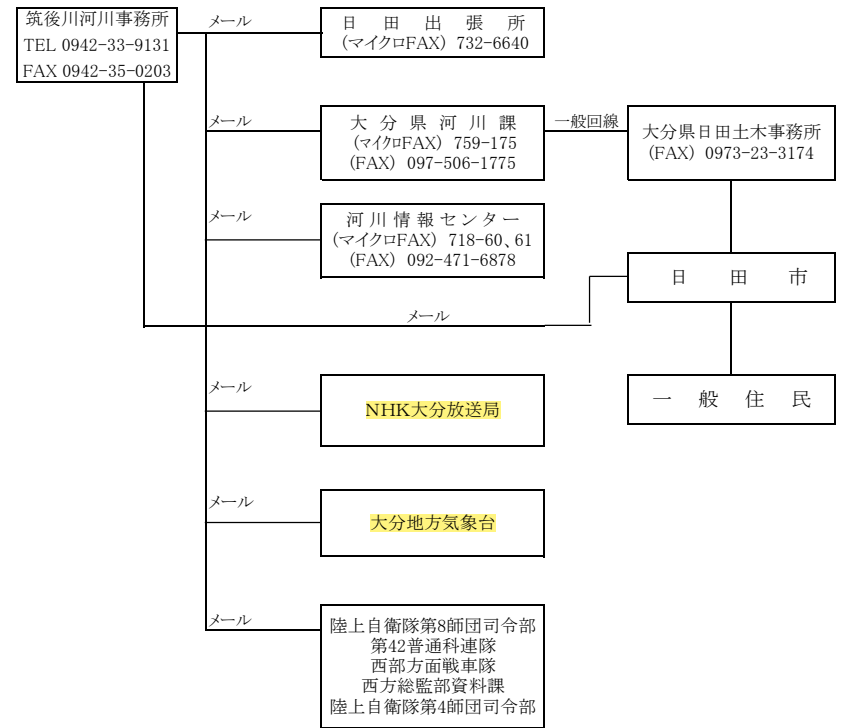 筑後川河川事務所
TEL 0942-33-9131
FAX 0942-35-0203
メール
日田出張所
(マイクロFAX) 732-6640
メール
大分県河川課
(マイクロFAX) 759-175
(FAX) 097-506-1775
一般回線
大分県日田土木事務所
(FAX) 0973-23-3174
メール
河川情報センター
(マイクロFAX) 718-60、61
(FAX) 092-471-6878
日田市
メール
メール
NHK大分放送局
一般住民
メール
大分地方気象台
メール
陸上自衛隊第8師団司令部
第42普通科連隊
西部方面戦車隊
西方総監部資料課
陸上自衛隊第4師団司令部